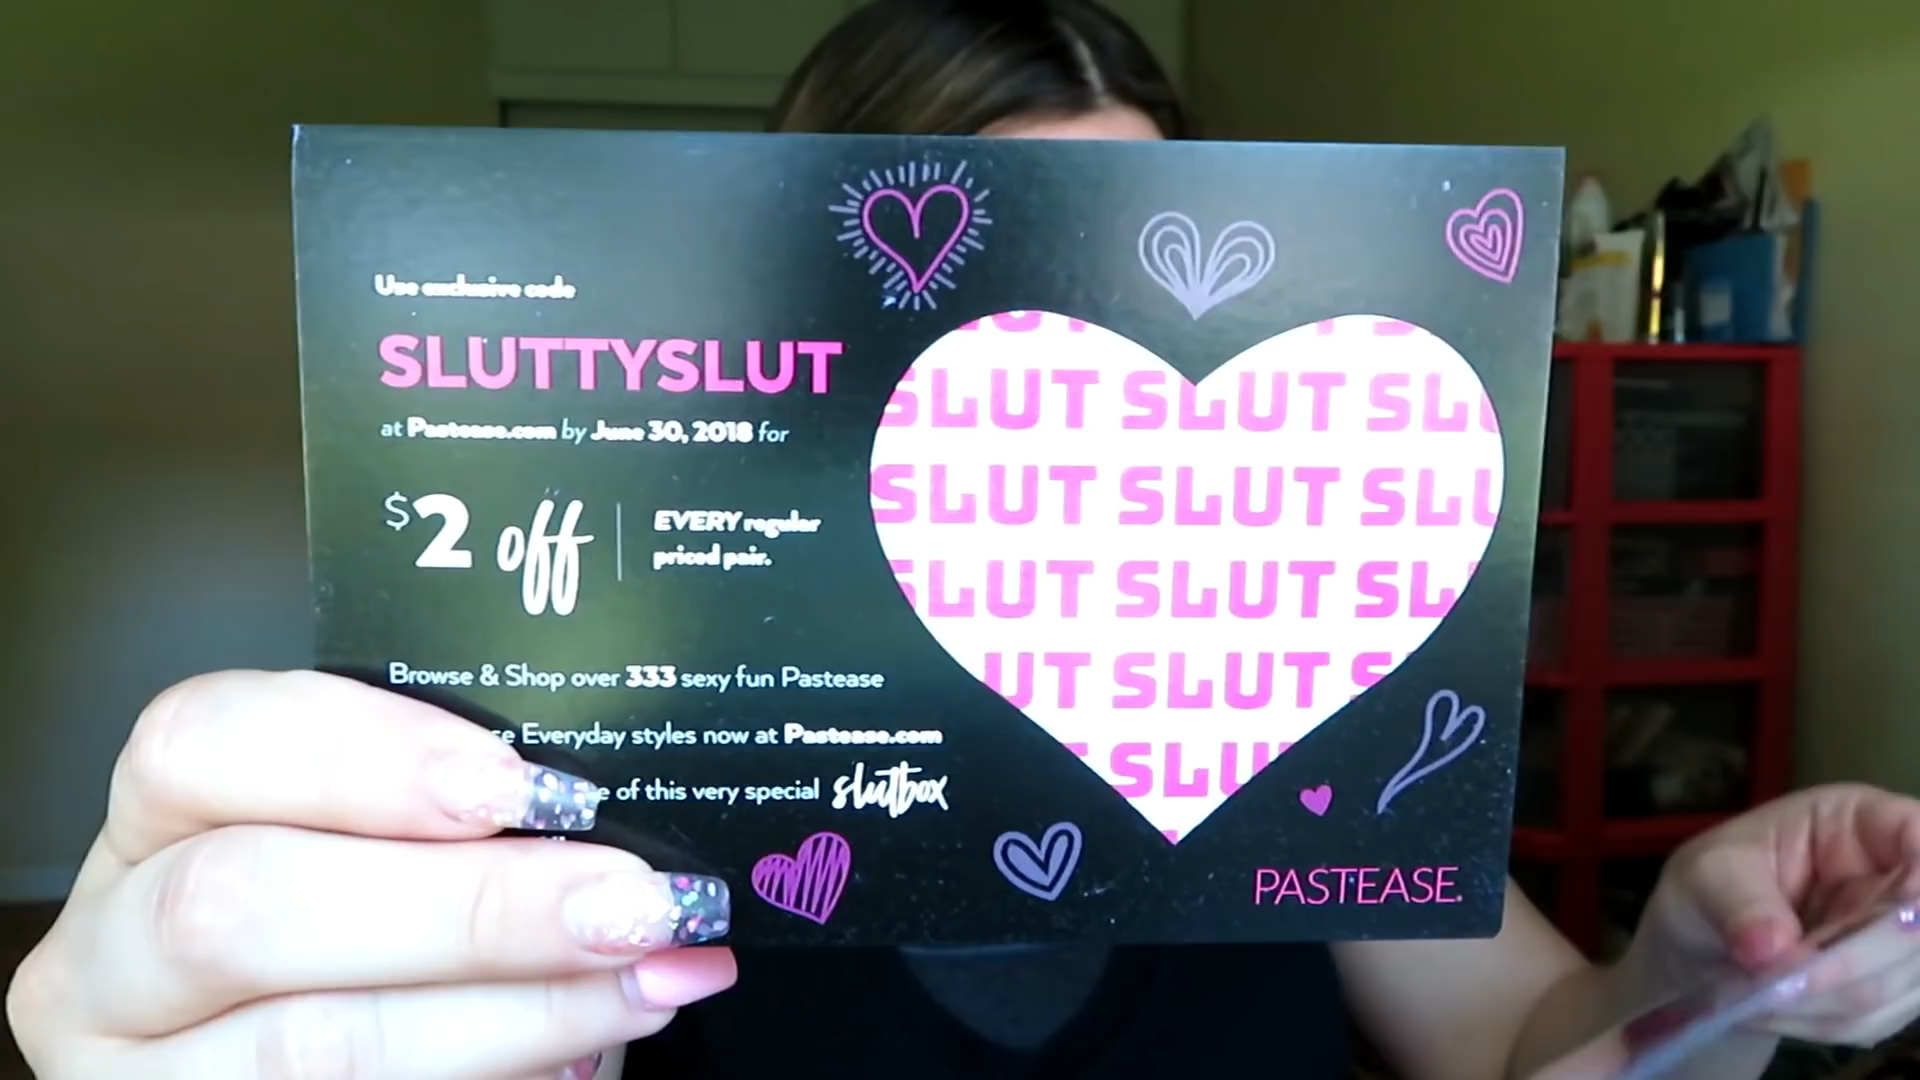 Use exclusive code
SLUTTYSLUT
at Pastease.com by June 30, 2018 for
$2 off
EVERY regular
priced pair.
Browse & Shop over 333 sexy fun Pastease
Everyday styles now at Pastease.com
of this very special slutbox
SLUT SLUT
SLUT SLUT
SLUT SLUT
SLUT
PASTEASE